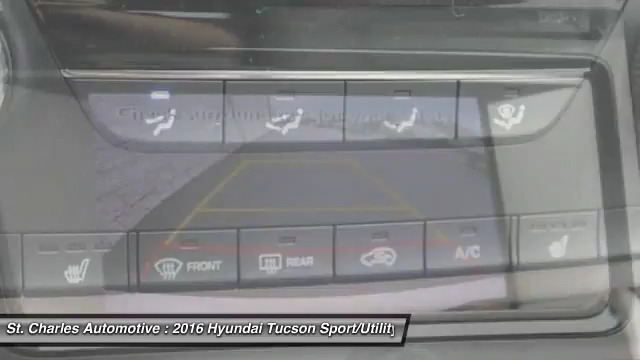 FRONT REAR A/C
St. Charles Automotive : 2016 Hyundai Tucson Sport/Utility